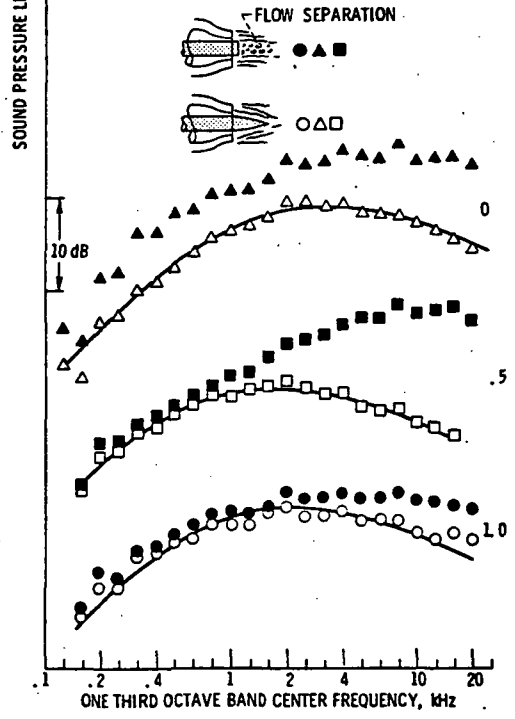 FLOW SEPARATION
SOUND PRESSURE
10 dB
0
.5
1.0
.1 .2 .4 1 2 4 10 20
ONE THIRD OCTAVE BAND CENTER FREQUENCY, kHz